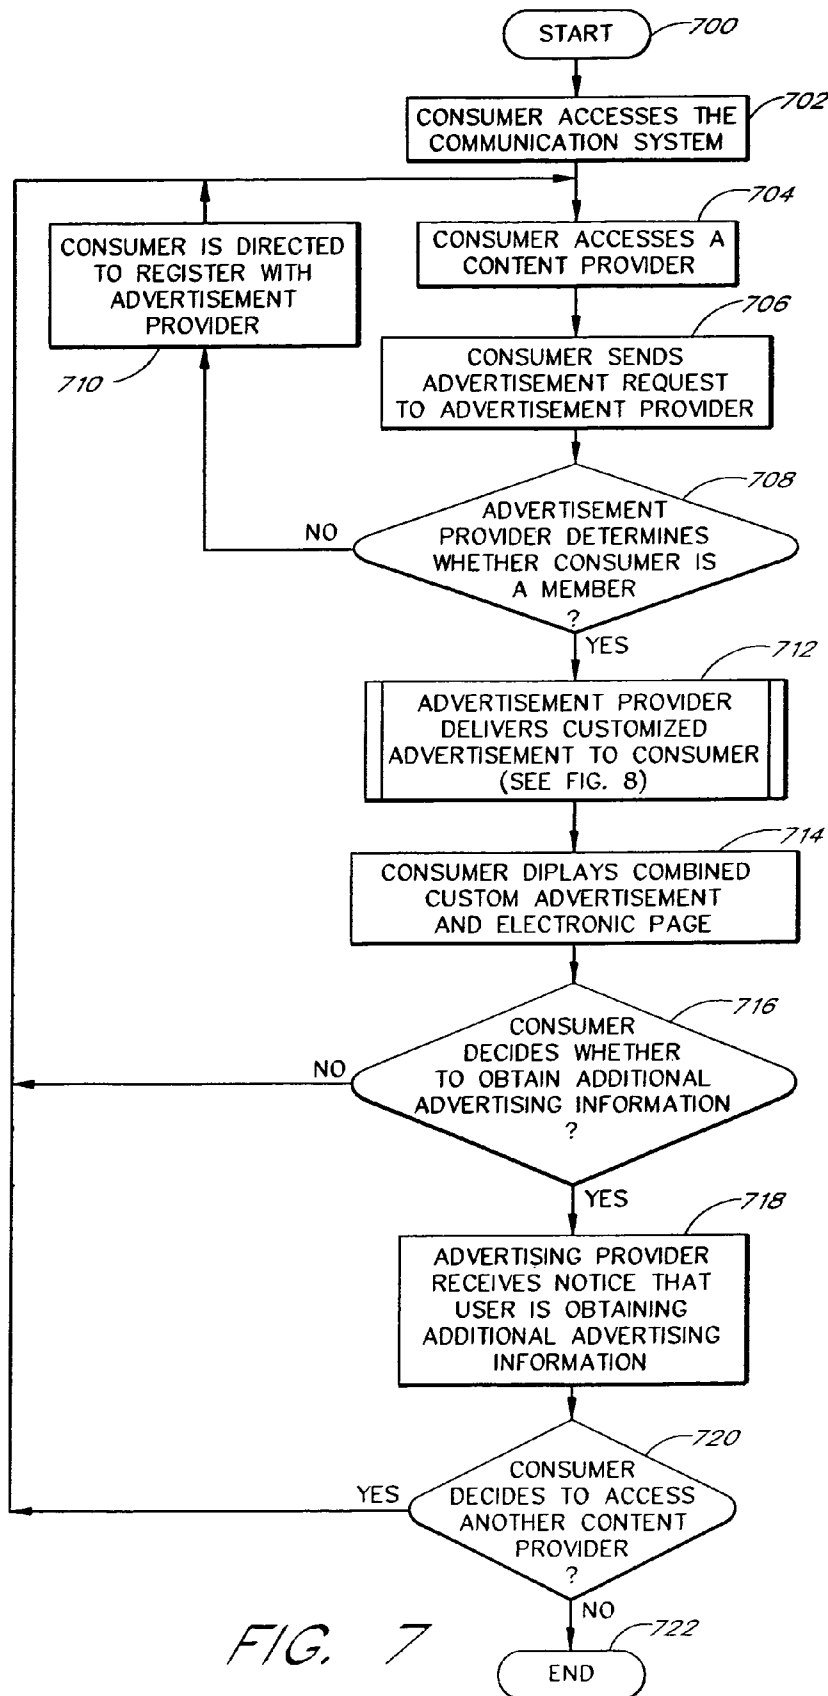 START
700
CONSUMER ACCESSES THE
COMMUNICATION SYSTEM
702
CONSUMER ACCESSES A
CONTENT PROVIDER
704
CONSUMER IS DIRECTED
TO REGISTER WITH
ADVERTISEMENT
PROVIDER
710
CONSUMER SENDS
ADVERTISEMENT REQUEST
TO ADVERTISEMENT PROVIDER
706
ADVERTISEMENT
PROVIDER DETERMINES
WHETHER CONSUMER IS
A MEMBER
?
708
NO
YES
ADVERTISEMENT PROVIDER
DELIVERS CUSTOMIZED
ADVERTISEMENT TO CONSUMER
(SEE FIG. 8)
712
CONSUMER DIPLAYS COMBINED
CUSTOM ADVERTISEMENT
AND ELECTRONIC PAGE
714
CONSUMER
DECIDES WHETHER
TO OBTAIN ADDITIONAL
ADVERTISING INFORMATION
?
716
NO
YES
ADVERTISING PROVIDER
RECEIVES NOTICE THAT
USER IS OBTAINING
ADDITIONAL ADVERTISING
INFORMATION
718
CONSUMER
DECIDES TO ACCESS
ANOTHER CONTENT
PROVIDER
?
720
YES
NO
END
722
FIG. 7